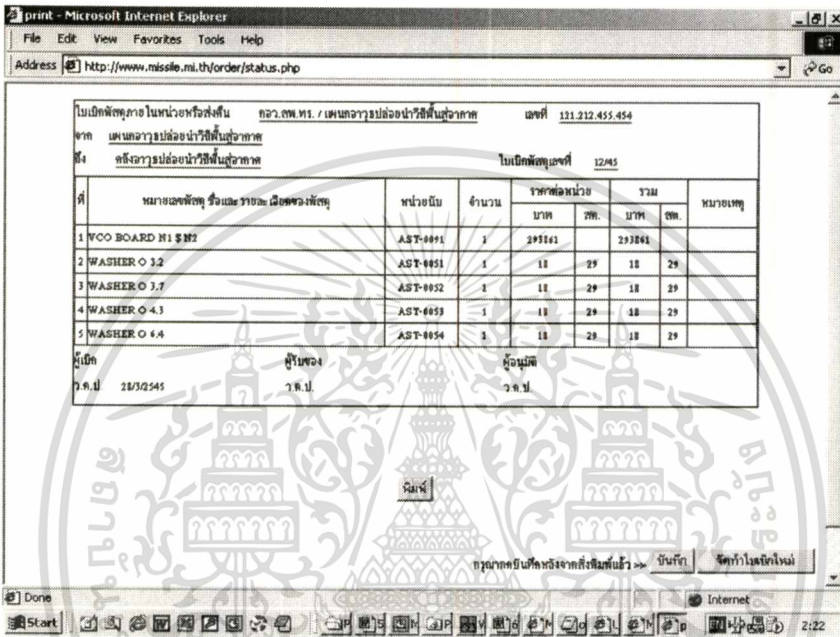 print - Microsoft Internet Explorer
File Edit View Favorites Tools Help
Address http://www.missile.mi.th/order/status.php Go
ใบเบิกพัสดุภายในหน่วยหรือส่งคืน กอว.สพ.ทร. / แผนกอาวุธปล่อยนำวิถีพื้นสู่อากาศ เลขที่ 121.212.455.454
จาก แผนกอาวุธปล่อยนำวิถีพื้นสู่อากาศ
ถึง คลังอาวุธปล่อยนำวิถีพื้นสู่อากาศ ใบเบิกพัสดุเลขที่ 12/45
ที่ หมายเลขพัสดุ ชื่อและ รายละเอียดของพัสดุ หน่วยนับ จำนวน ราคาต่อหน่วย รวม หมายเหตุ
บาท สต. บาท สต.
1 VCO BOARD N1 $ N2 AST-0091 1 293861 293861
2 WASHER O 3.2 AST-0051 1 18 29 18 29
3 WASHER O 3.7 AST-0052 1 18 29 18 29
4 WASHER O 4.3 AST-0053 1 18 29 18 29
5 WASHER O 6.4 AST-0054 1 18 29 18 29
ผู้เบิก ผู้รับของ ผู้อนุมัติ
ว.ด.ป. 28/3/2545 ว.ด.ป. ว.ด.ป.
พิมพ์
กรุณากดบันทึกหลังจากสั่งพิมพ์แล้ว >> บันทึก จัดทำใบเบิกใหม่
Done Internet
Start 2:22